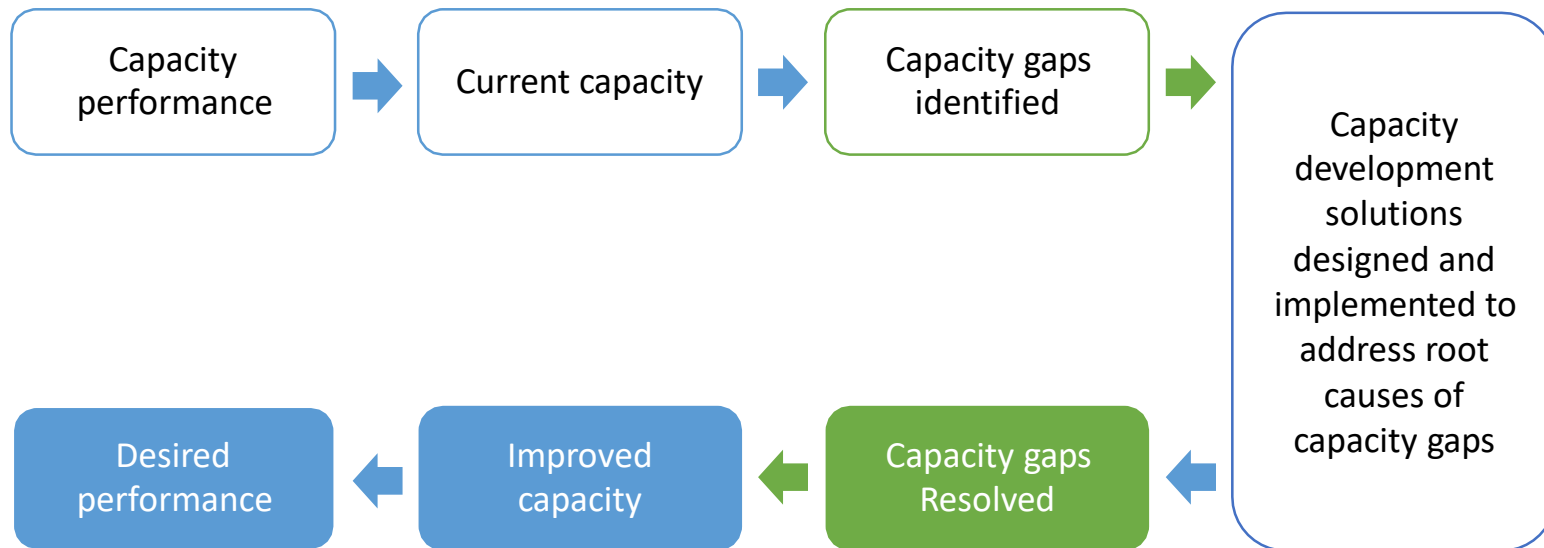 Capacity
performance
Current capacity
Capacity gaps
identified
Capacity
development
solutions
designed and
implemented to
address root
causes of
capacity gaps
Capacity gaps
Resolved
Improved
capacity
Desired
performance